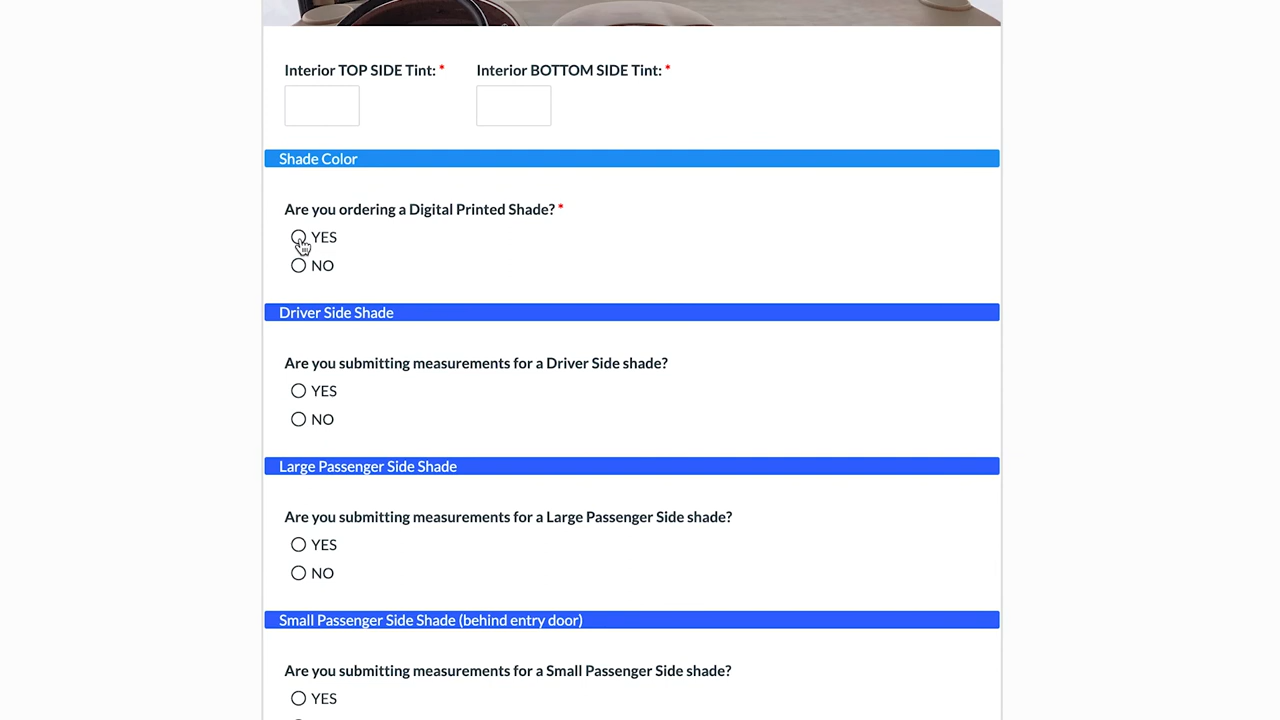 Interior TOP SIDE Tint: * Interior BOTTOM SIDE Tint: *
Shade Color
Are you ordering a Digital Printed Shade? *
YES
NO
Driver Side Shade
Are you submitting measurements for a Driver Side shade?
YES
NO
Large Passenger Side Shade
Are you submitting measurements for a Large Passenger Side shade?
YES
NO
Small Passenger Side Shade (behind entry door)
Are you submitting measurements for a Small Passenger Side shade?
YES